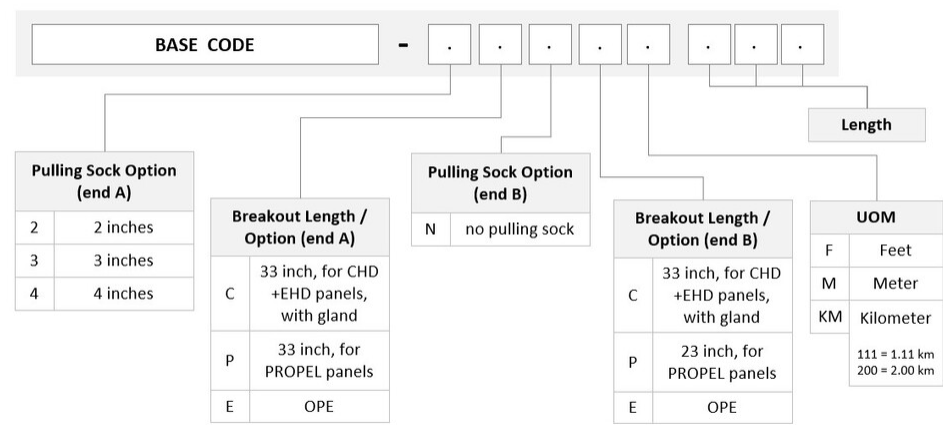 BASE CODE - . . . . . . . .
Length
Pulling Sock Option
(end A)
2 2 inches
3 3 inches
4 4 inches
Breakout Length /
Option (end A)
C 33 inch, for CHD
+EHD panels,
with gland
P 33 inch, for
PROPEL panels
E OPE
Pulling Sock Option
(end B)
N no pulling sock
Breakout Length /
Option (end B)
C 33 inch, for CHD
+EHD panels,
with gland
P 23 inch, for
PROPEL panels
E OPE
UOM
F Feet
M Meter
KM Kilometer
111 = 1.11 km
200 = 2.00 km